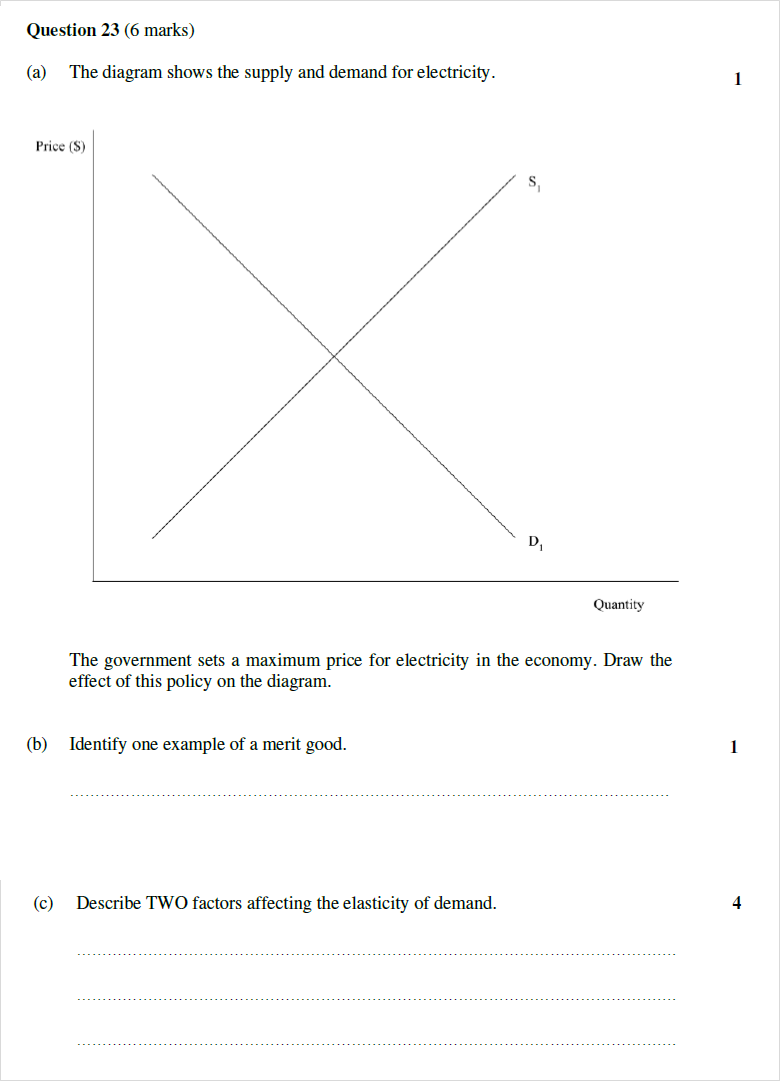 Question 23 (6 marks)
(a) The diagram shows the supply and demand for electricity. 1
Price ($)
S1
D1
Quantity
The government sets a maximum price for electricity in the economy. Draw the
effect of this policy on the diagram.
(b) Identify one example of a merit good. 1
(c) Describe TWO factors affecting the elasticity of demand. 4